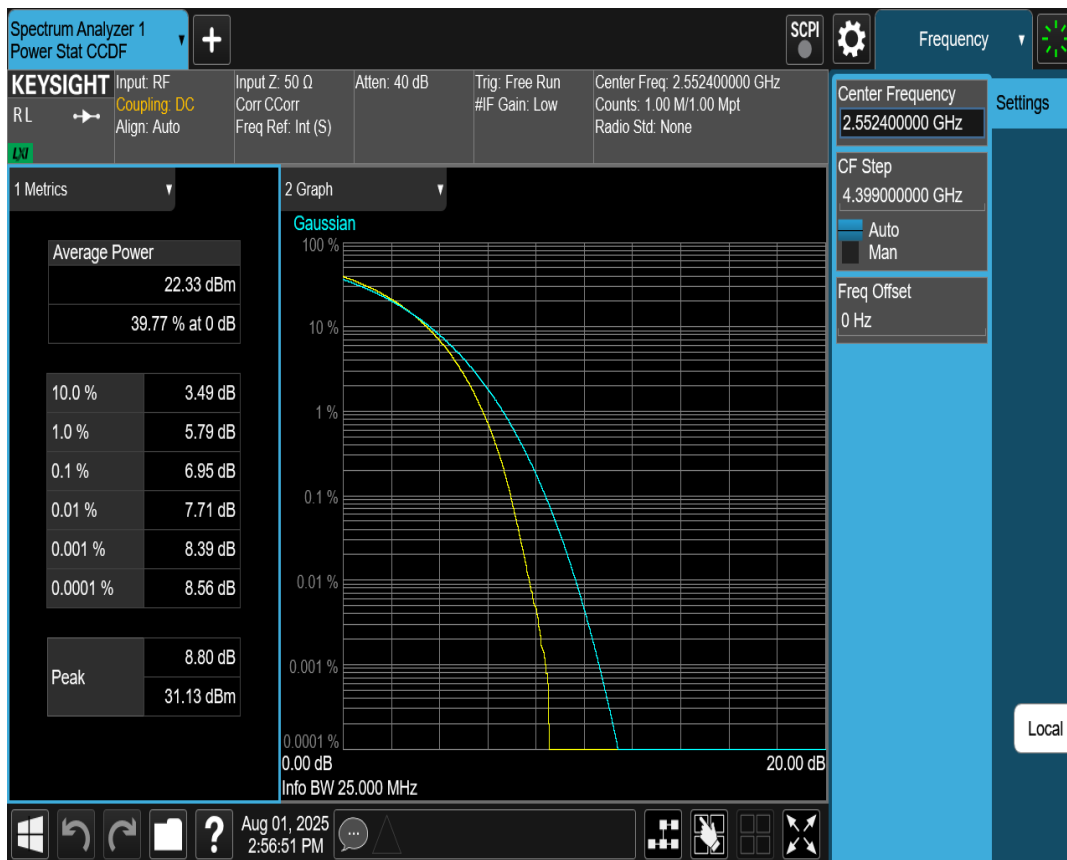 Spectrum Analyzer 1
Power Stat CCDF
+
SCPI
Frequency
KEYSIGHT
RL
LXI
Input: RF
Coupling: DC
Align: Auto
Input Z: 50 Ω
Corr CCorr
Freq Ref: Int (S)
Atten: 40 dB
Trig: Free Run
#IF Gain: Low
Center Freq: 2.552400000 GHz
Counts: 1.00 M/1.00 Mpt
Radio Std: None
Center Frequency
2.552400000 GHz
Settings
CF Step
4.399000000 GHz
Auto
Man
Freq Offset
0 Hz
Local
1 Metrics
Average Power
22.33 dBm
39.77 % at 0 dB
10.0 % 3.49 dB
1.0 % 5.79 dB
0.1 % 6.95 dB
0.01 % 7.71 dB
0.001 % 8.39 dB
0.0001 % 8.56 dB
Peak
8.80 dB
31.13 dBm
2 Graph
Gaussian
100 %
10 %
1 %
0.1 %
0.01 %
0.001 %
0.0001 %
0.00 dB
20.00 dB
Info BW 25.000 MHz
?
Aug 01, 2025
2:56:51 PM